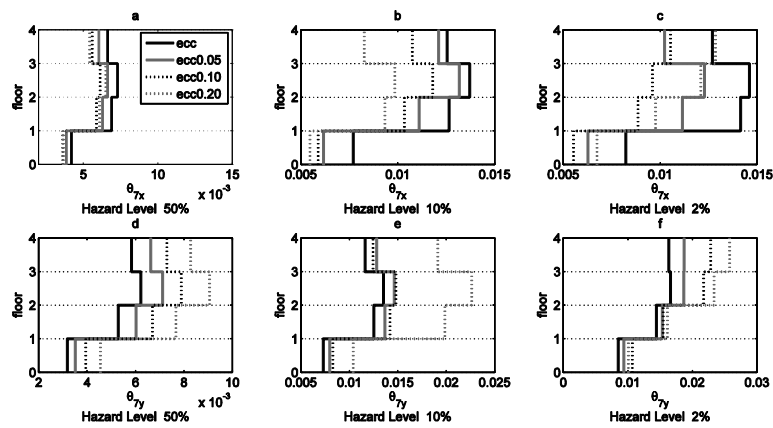 a b c
4
3
2
1
0
floor
5 10 15
x 10⁻³
θ7x
Hazard Level 50%
ecc
ecc0.05
ecc0.10
ecc0.20
4
3
2
1
0
floor
0.005 0.01 0.015
θ7x
Hazard Level 10%
4
3
2
1
0
floor
0.005 0.01 0.015
θ7x
Hazard Level 2%
d e f
4
3
2
1
0
floor
2 4 6 8 10
x 10⁻³
θ7y
Hazard Level 50%
4
3
2
1
0
floor
0.005 0.01 0.015 0.02 0.025
θ7y
Hazard Level 10%
4
3
2
1
0
floor
0 0.01 0.02 0.03
θ7y
Hazard Level 2%